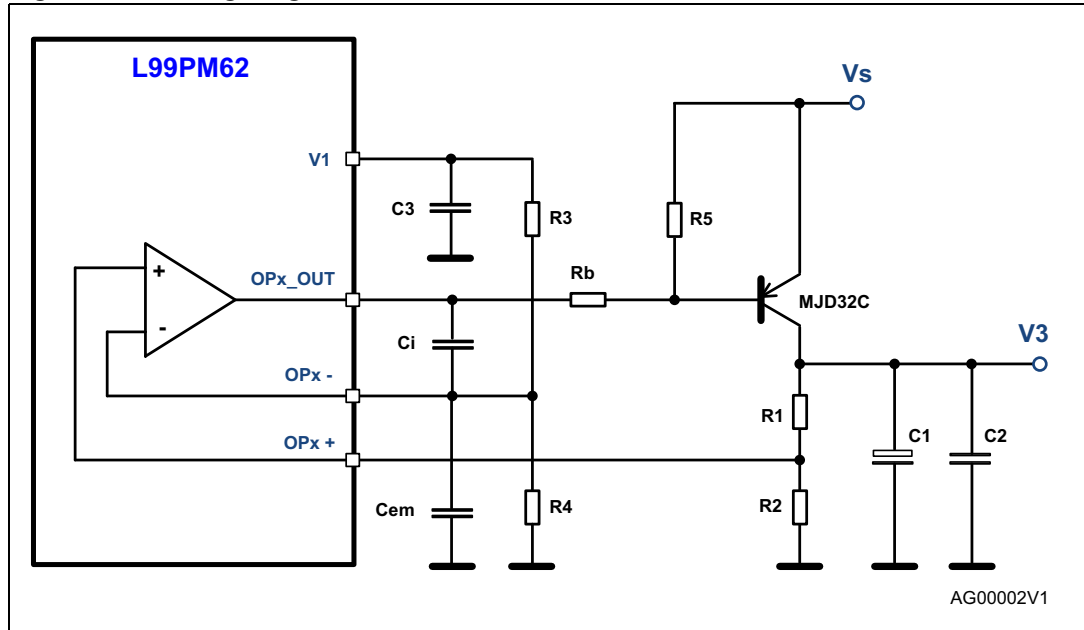 L99PM62
Vs
V1
C3
R3
R5
+
OPx_OUT
Rb
MJD32C
-
Ci
V3
OPx -
R1
C1
C2
OPx +
Cem
R4
R2
AG00002V1